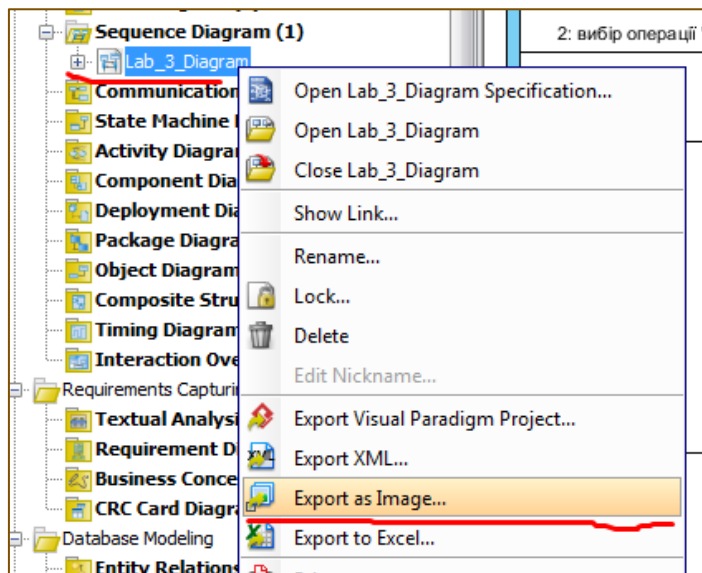 Sequence Diagram (1)
2: вибір операції
Lab_3_Diagram
Communication
State Machine
Activity Diagra
Component Dia
Deployment Dia
Package Diagra
Object Diagram
Composite Stru
Timing Diagram
Interaction Ove
Requirements Capturi
Textual Analysi
Requirement D
Business Conce
CRC Card Diagra
Database Modeling
Entity Relations
Open Lab_3_Diagram Specification...
Open Lab_3_Diagram
Close Lab_3_Diagram
Show Link...
Rename...
Lock...
Delete
Edit Nickname...
Export Visual Paradigm Project...
Export XML...
Export as Image...
Export to Excel...